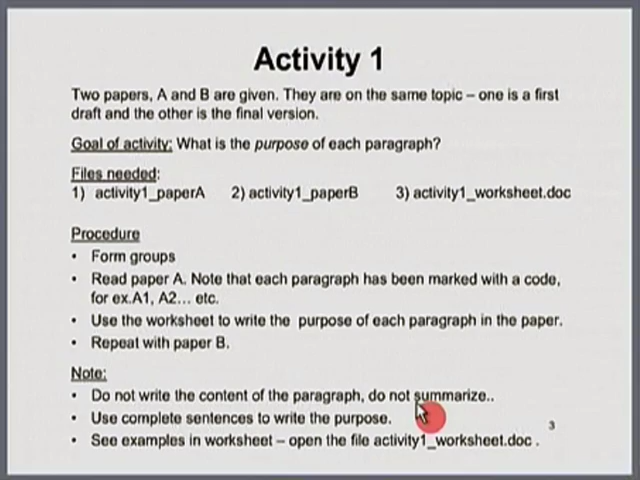 Activity 1
Two papers, A and B are given. They are on the same topic – one is a first
draft and the other is the final version.
Goal of activity: What is the purpose of each paragraph?
Files needed:
1) activity1_paperA 2) activity1_paperB 3) activity1_worksheet.doc
Procedure
• Form groups
• Read paper A. Note that each paragraph has been marked with a code,
for ex.A1, A2... etc.
• Use the worksheet to write the purpose of each paragraph in the paper.
• Repeat with paper B.
Note:
• Do not write the content of the paragraph, do not summarize..
• Use complete sentences to write the purpose.
3
• See examples in worksheet – open the file activity1_worksheet.doc .